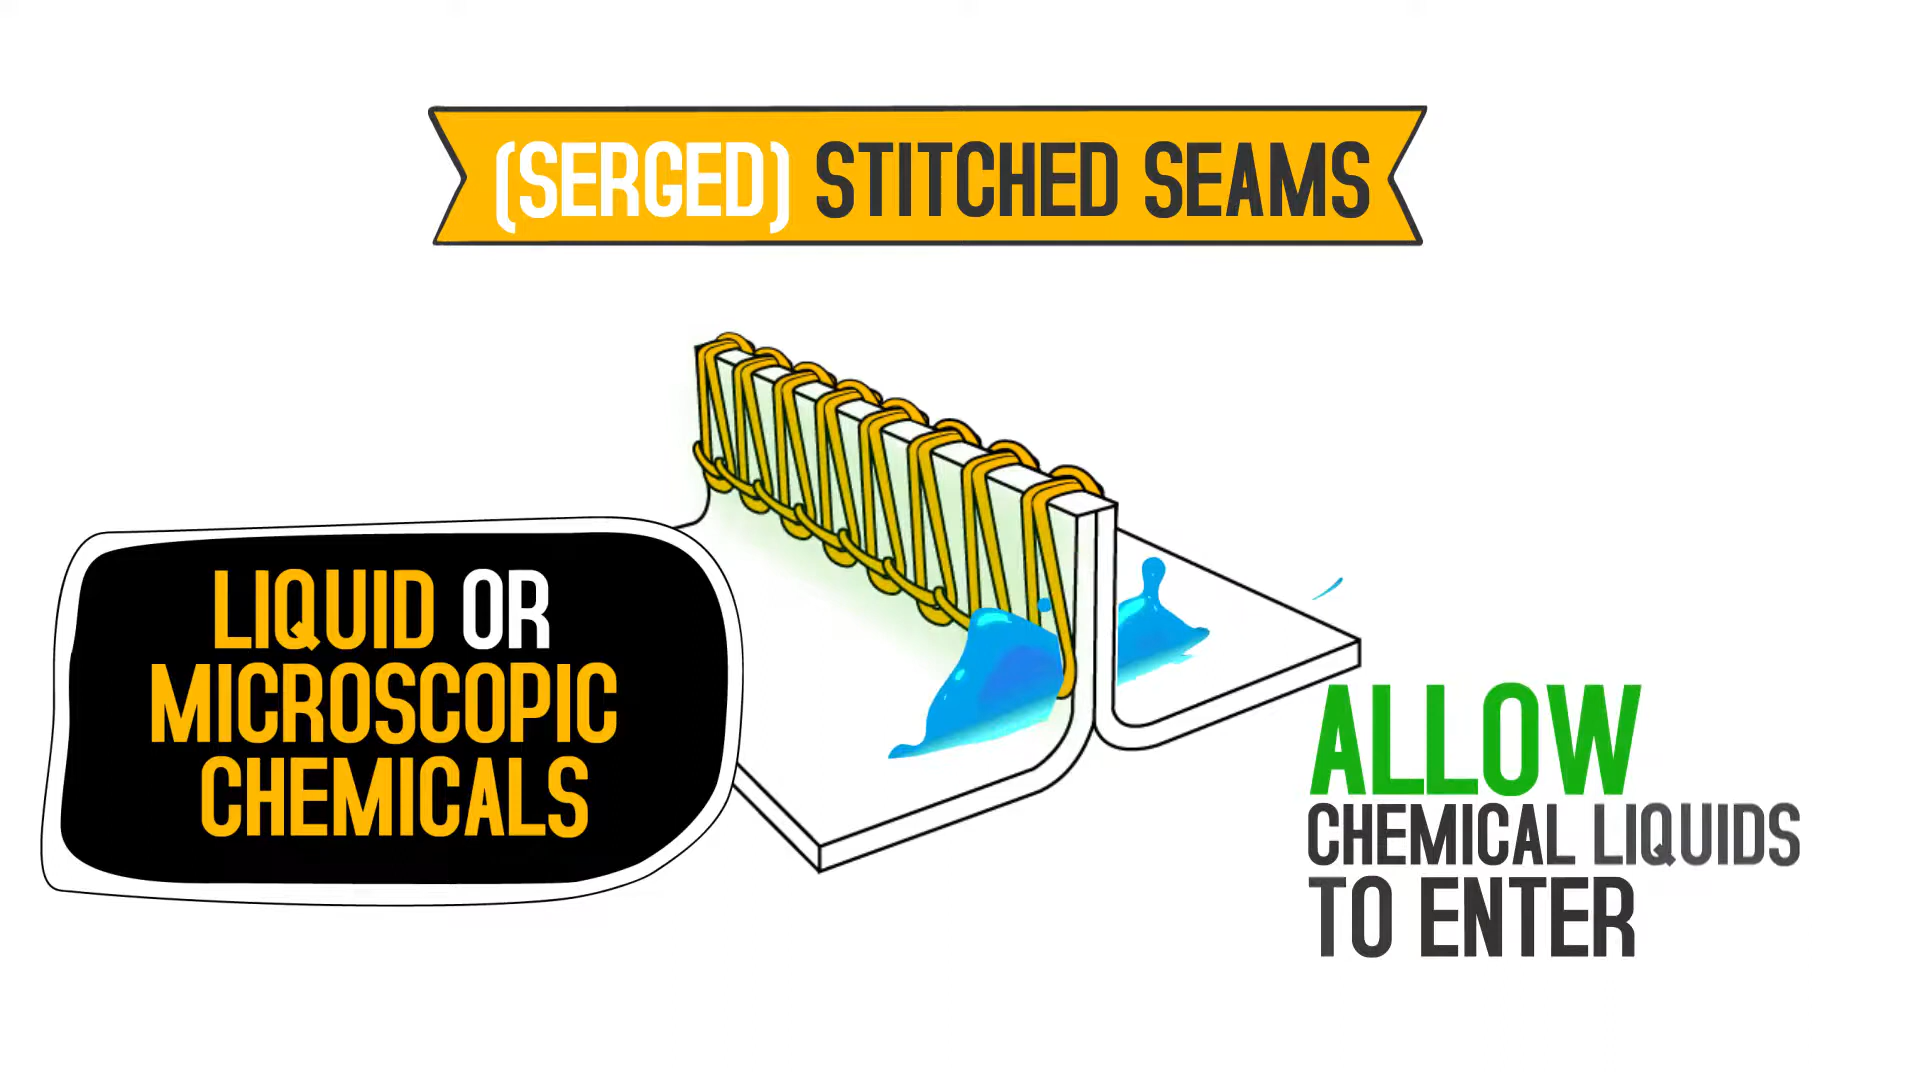 (SERGED) STITCHED SEAMS
LIQUID OR
MICROSCOPIC
CHEMICALS
ALLOW
CHEMICAL LIQUIDS
TO ENTER